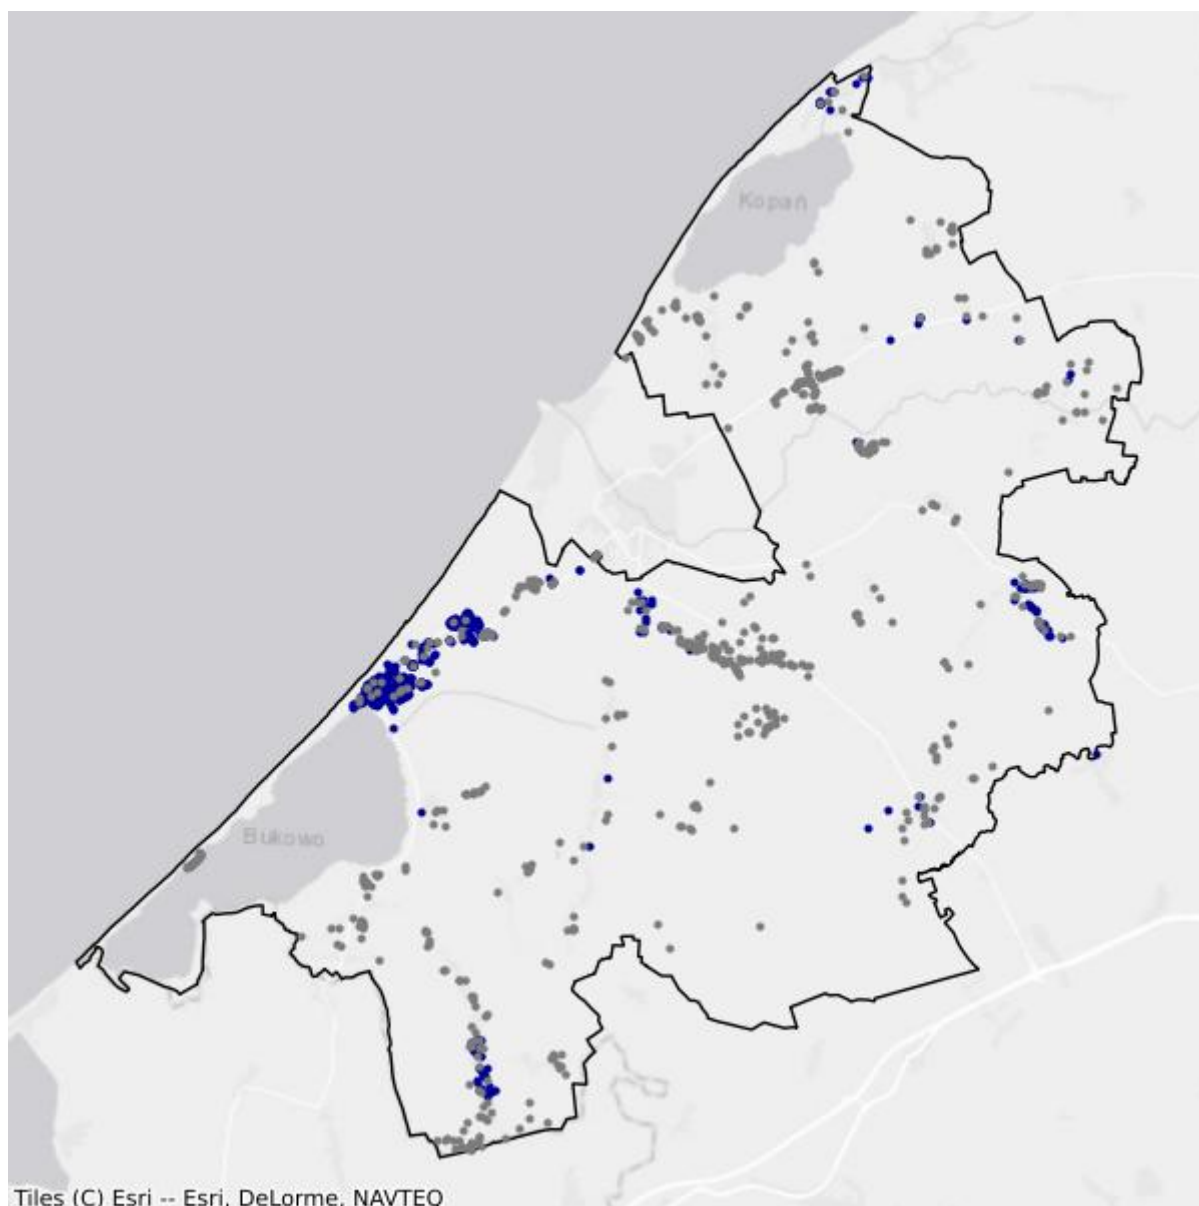 Kopań
Bukowo
Tiles (C) Esri -- Esri, DeLorme, NAVTEQ